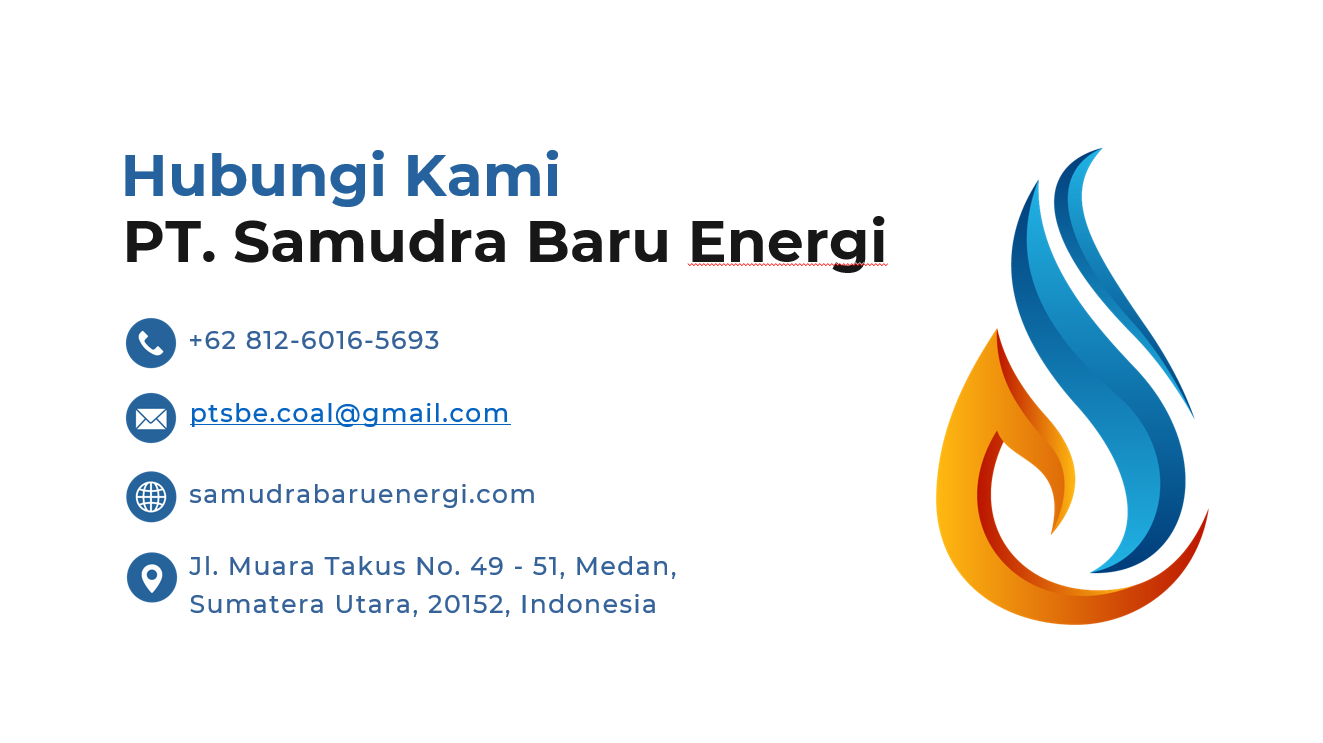 Hubungi Kami
PT. Samudra Baru Energi
+62 812-6016-5693
ptsbe.coal@gmail.com
samudrabaruenergi.com
Jl. Muara Takus No. 49 - 51, Medan,
Sumatera Utara, 20152, Indonesia